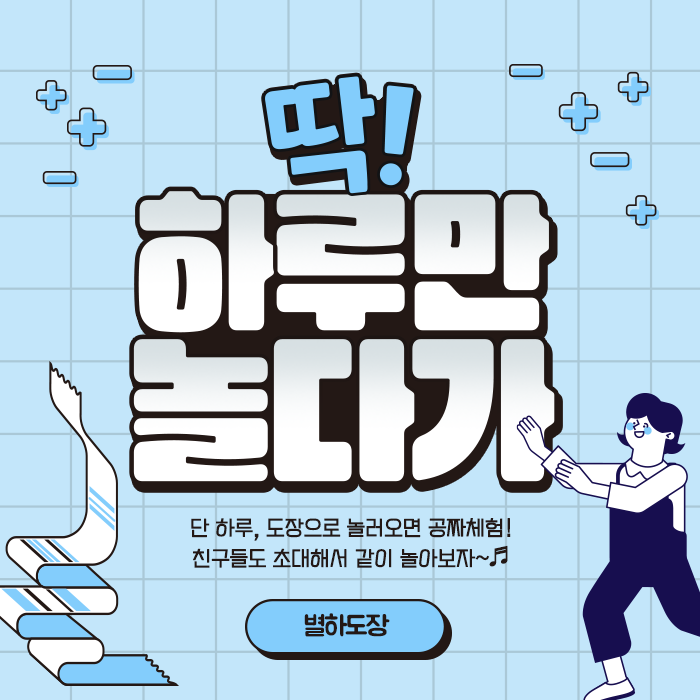 딱!
하루만
놀다가
단 하루, 도장으로 놀러오면 공짜체험!
친구들도 초대해서 같이 놀아보자~♬
별하도장